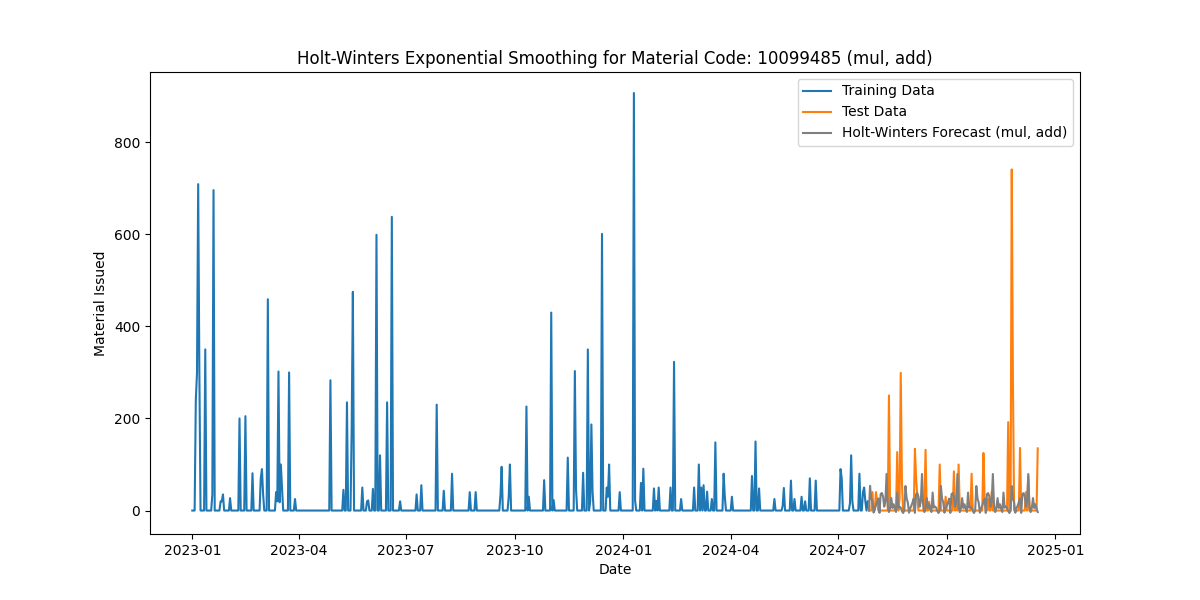 Holt-Winters Exponential Smoothing for Material Code: 10099485 (mul, add)
Training Data
Test Data
Holt-Winters Forecast (mul, add)
Material Issued
800
600
400
200
0
2023-01 2023-04 2023-07 2023-10 2024-01 2024-04 2024-07 2024-10 2025-01
Date